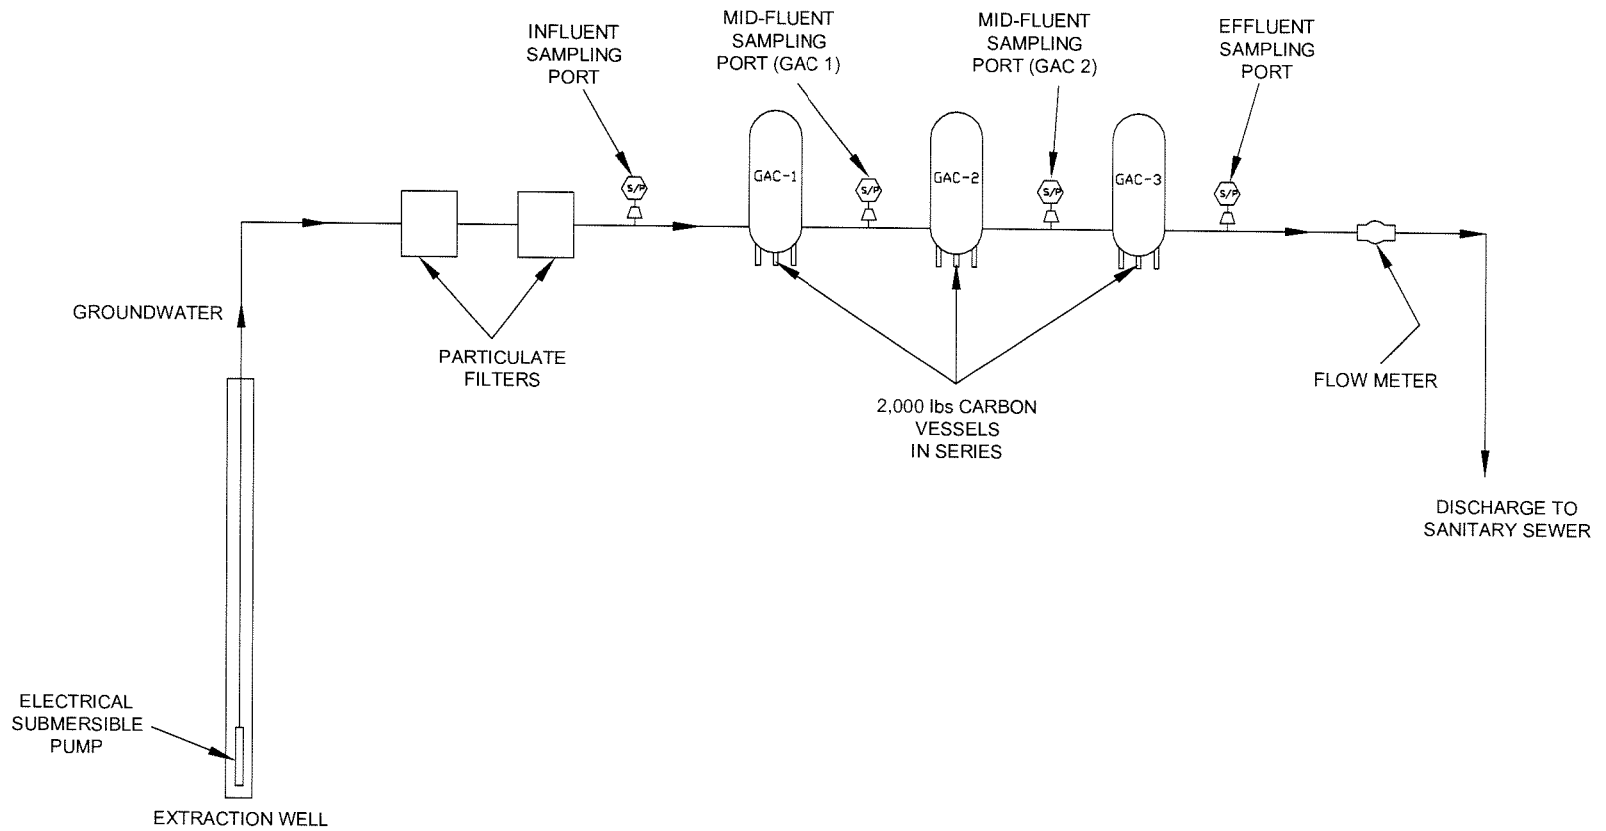 INFLUENT
SAMPLING
PORT
MID-FLUENT
SAMPLING
PORT (GAC 1)
MID-FLUENT
SAMPLING
PORT (GAC 2)
EFFLUENT
SAMPLING
PORT
S/P
GAC-1
S/P
GAC-2
S/P
GAC-3
S/P
GROUNDWATER
PARTICULATE
FILTERS
2,000 lbs CARBON
VESSELS
IN SERIES
FLOW METER
DISCHARGE TO
SANITARY SEWER
ELECTRICAL
SUBMERSIBLE
PUMP
EXTRACTION WELL